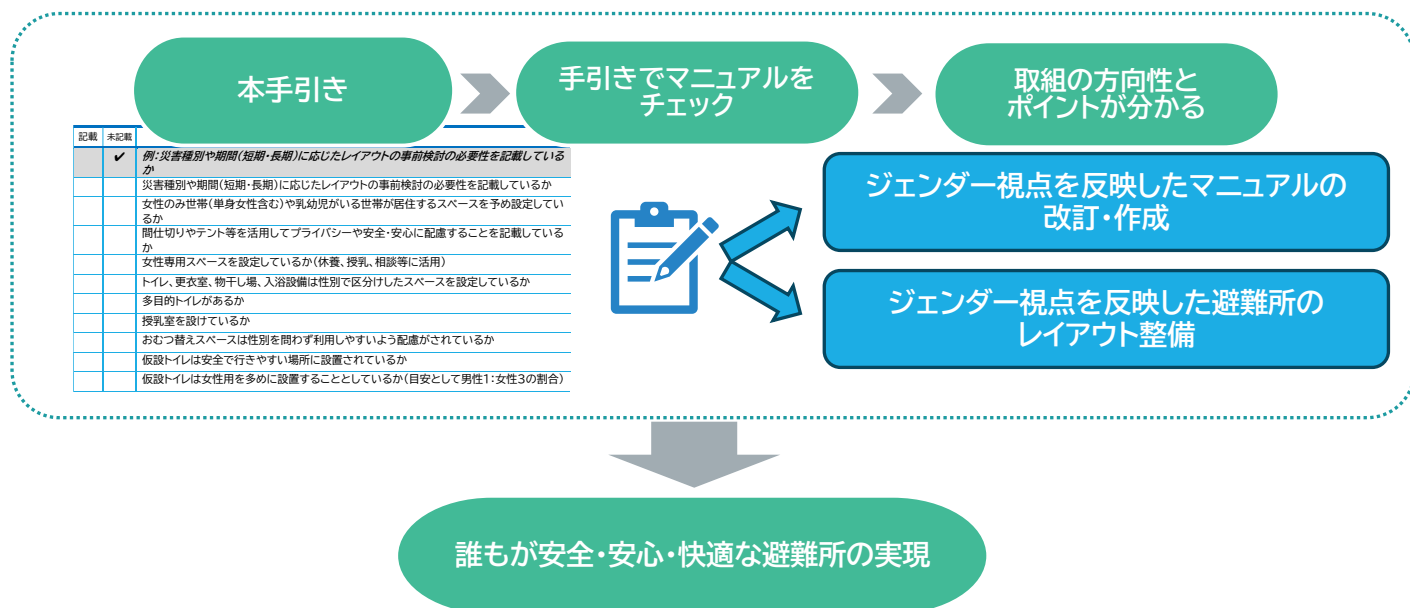 本手引き
手引きでマニュアルを
チェック
取組の方向性と
ポイントが分かる
記載 未記載
✔ 例:災害種別や期間(短期・長期)に応じたレイアウトの事前検討の必要性を記載している
か
災害種別や期間(短期・長期)に応じたレイアウトの事前検討の必要性を記載しているか
女性のみ世帯(単身女性含む)や乳幼児がいる世帯が居住するスペースを予め設定してい
るか
間仕切りやテント等を活用してプライバシーや安全・安心に配慮することを記載している
か
女性専用スペースを設定しているか(休養、授乳、相談等に活用)
トイレ、更衣室、物干し場、入浴設備は性別で区分けしたスペースを設定しているか
多目的トイレがあるか
授乳室を設けているか
おむつ替えスペースは性別を問わず利用しやすいよう配慮がされているか
仮設トイレは安全で行きやすい場所に設置されているか
仮設トイレは女性用を多めに設置することとしているか(目安として男性1:女性3の割合)
ジェンダー視点を反映したマニュアルの
改訂・作成
ジェンダー視点を反映した避難所の
レイアウト整備
誰もが安全・安心・快適な避難所の実現